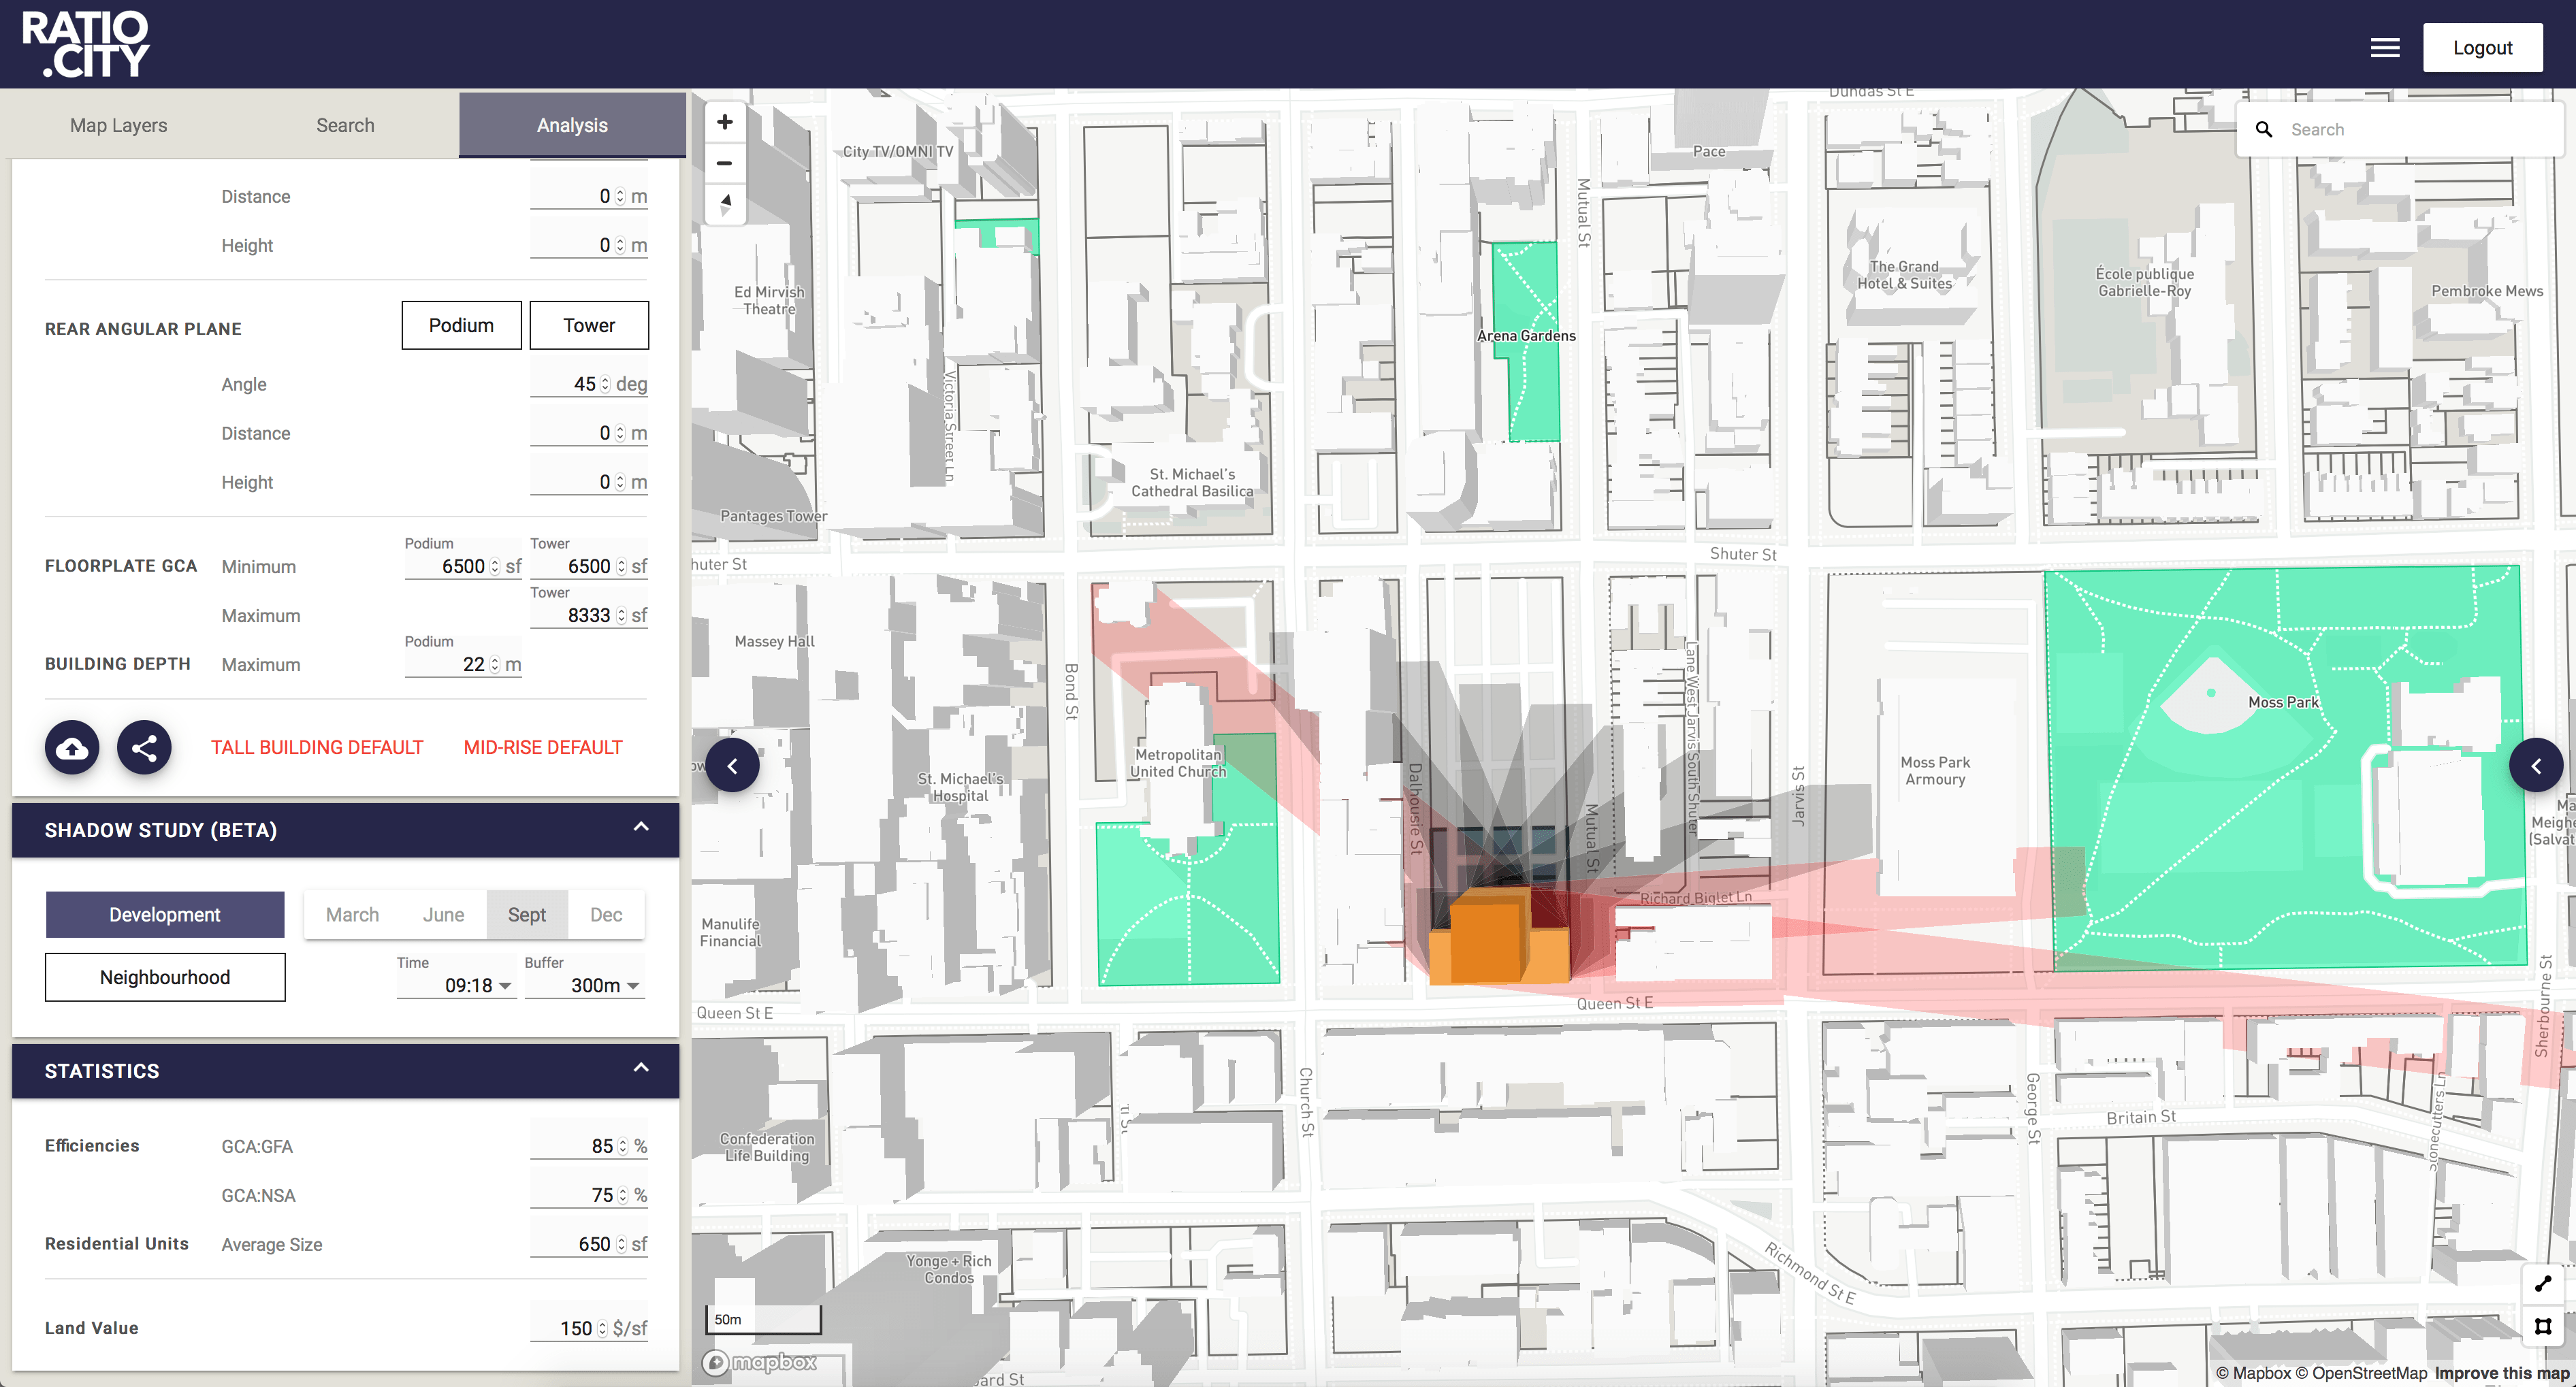 RATIO
.CITY
Logout
Map Layers
Search
Analysis
Distance
0 m
Height
0 m
REAR ANGULAR PLANE
Podium
Tower
Angle
45 deg
Distance
0 m
Height
0 m
FLOORPLATE GCA
Minimum
Podium
6500 sf
Tower
6500 sf
Maximum
Tower
8333 sf
BUILDING DEPTH
Maximum
Podium
22 m
TALL BUILDING DEFAULT
MID-RISE DEFAULT
SHADOW STUDY (BETA)
Development
March
June
Sept
Dec
Neighbourhood
Time
09:18
Buffer
300m
STATISTICS
Efficiencies
GCA:GFA
85 %
GCA:NSA
75 %
Residential Units
Average Size
650 sf
Land Value
150 $/sf
Search
Dundas St E
City TV/OMNI TV
Pace
Mutual St
Ed Mirvish
Theatre
The Grand
Hotel & Suites
École publique
Gabrielle-Roy
Pembroke Mews
Arena Gardens
Victoria Street Ln
St. Michael's
Cathedral Basilica
Pantages Tower
huter St
Shuter St
Massey Hall
Bond St
Lane West Jarvis South Shuter
Moss Park
Metropolitan
United Church
St. Michael's
Hospital
Dalhousie St
Mutual St
Jarvis St
Moss Park
Armoury
Ma
Meighe
(Salvat
Manulife
Financial
Richard Biglet Ln
Queen St E
Queen St E
Sherbourne St
Church St
George St
Britain St
Stonecutters Ln
Confederation
Life Building
Yonge + Rich
Condos
Richmond St E
50m
mapbox
ard St
© Mapbox © OpenStreetMap Improve this map